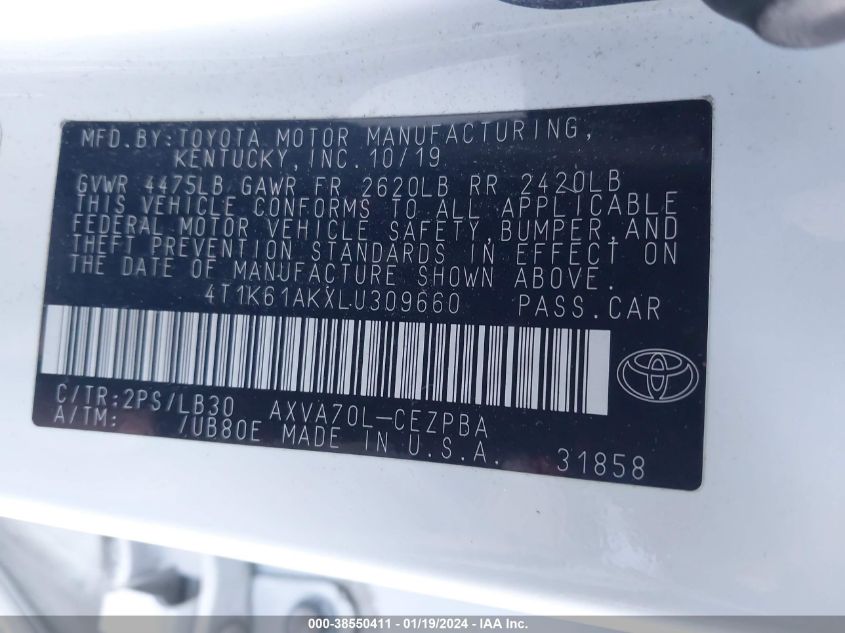 MFD.BY:TOYOTA MOTOR MANUFACTURING,
KENTUCKY,INC.10/19
GVWR 4475LB GAWR FR 2620LB RR 2420LB
THIS VEHICLE CONFORMS TO ALL APPLICABLE
FEDERAL MOTOR VEHICLE SAFETY,BUMPER,AND
THEFT PREVENTION STANDARDS IN EFFECT ON
THE DATE OF MANUFACTURE SHOWN ABOVE.
4T1K61AKXLU309660 PASS.CAR
C/TR:2PS/LB30 AXVA70L-CEZPBA
A/TM: /UB80E MADE IN U.S.A. 31858
000-38550411 - 01/19/2024 - IAAI.COM